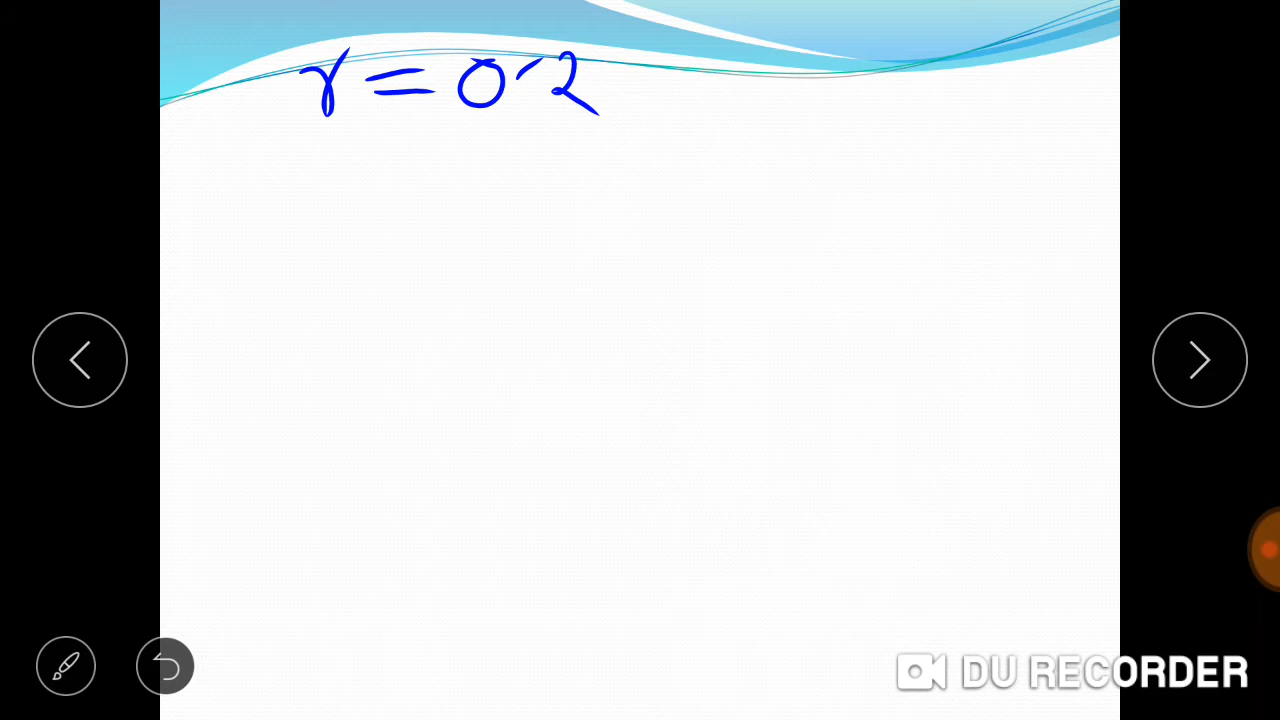 γ = 0.2
DU RECORDER